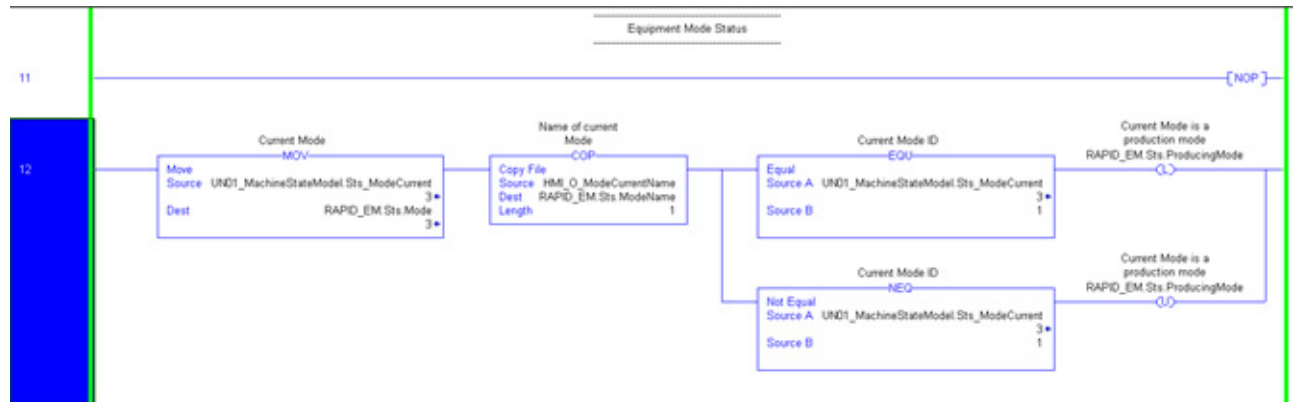 Equipment Mode Status
11
[NOP]
12
Current Mode
MOV
Move
Source UN01_MachineStateModel.Sts_ModeCurrent
3
Dest RAPID_EM.Sts.Mode
3
Name of current
Mode
COP
Copy File
Source HMI_O_ModeCurrentName
Dest RAPID_EM.Sts.ModeName
Length 1
Current Mode ID
EQU
Equal
Source A UN01_MachineStateModel.Sts_ModeCurrent
3
Source B 1
Current Mode is a
production mode
RAPID_EM.Sts.ProducingMode
(L)
Current Mode ID
NEQ
Not Equal
Source A UN01_MachineStateModel.Sts_ModeCurrent
3
Source B 1
Current Mode is a
production mode
RAPID_EM.Sts.ProducingMode
(U)